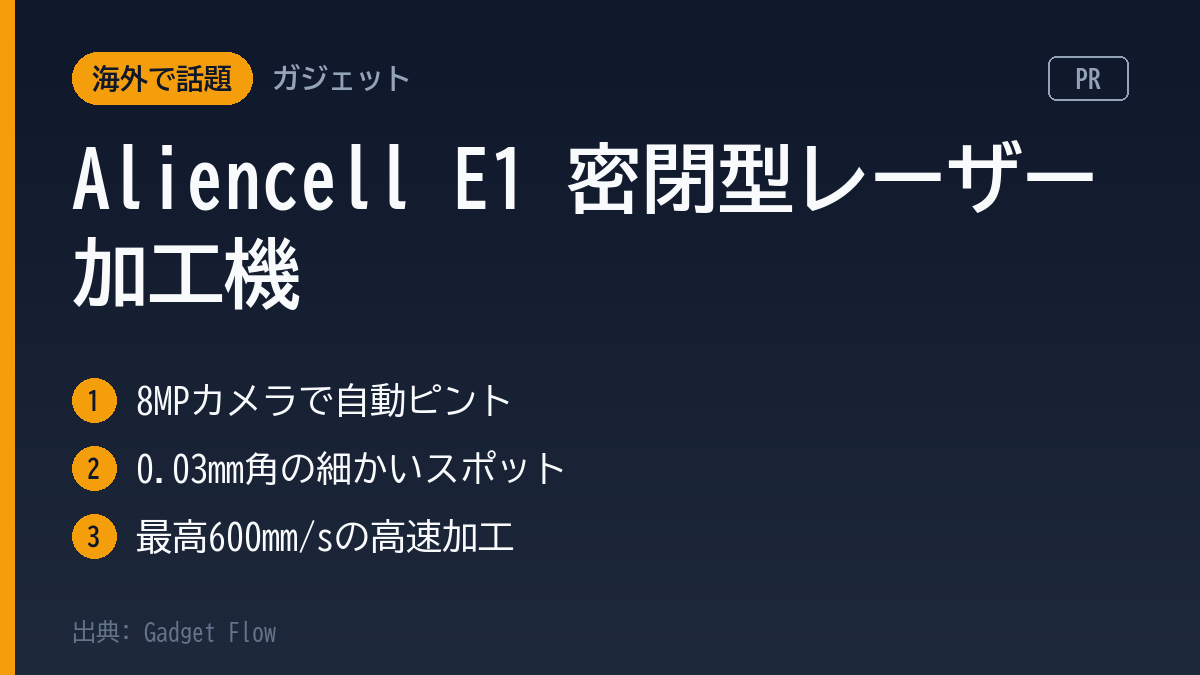 海外で話題
ガジェット
PR
Aliencell E1 密閉型レーザー
加工機
1 8MPカメラで自動ピント
2 0.03mm角の細かいスポット
3 最高600mm/sの高速加工
出典: Gadget Flow